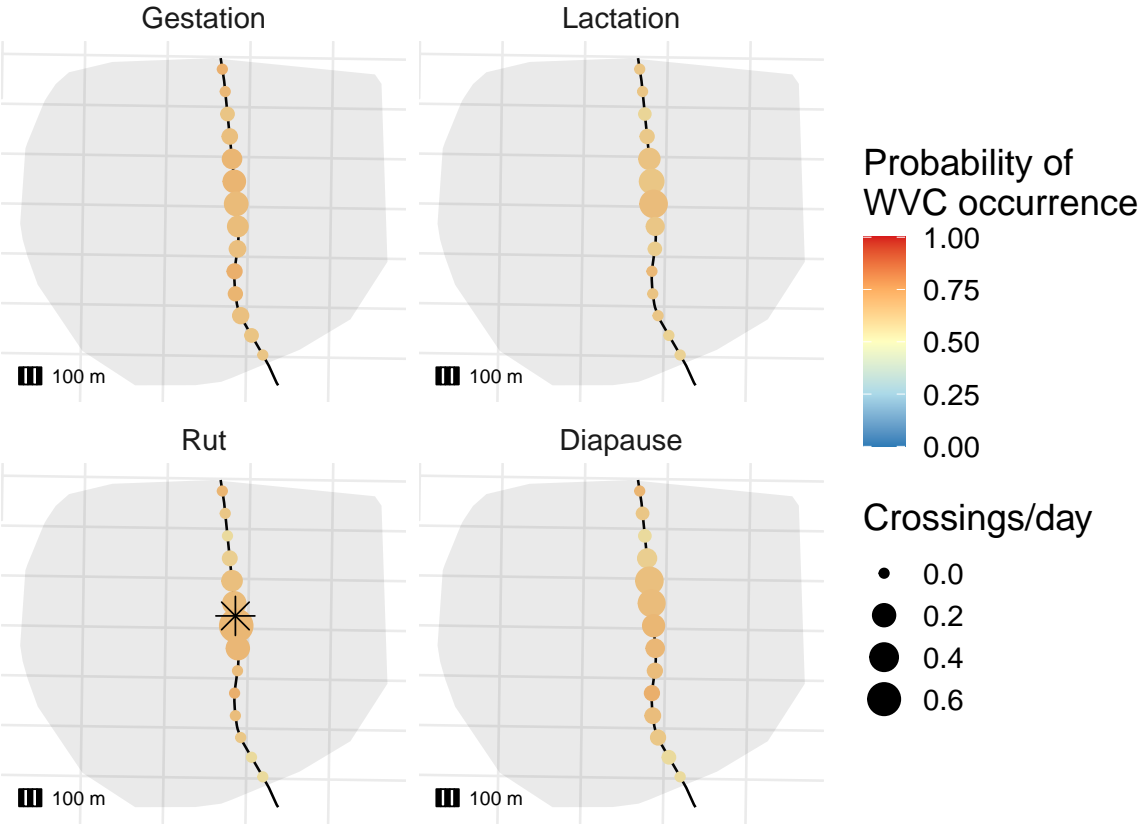 Gestation
Lactation
100 m
100 m
Rut
Diapause
100 m
100 m
Probability of
WVC occurrence
1.00
0.75
0.50
0.25
0.00
Crossings/day
0.0
0.2
0.4
0.6